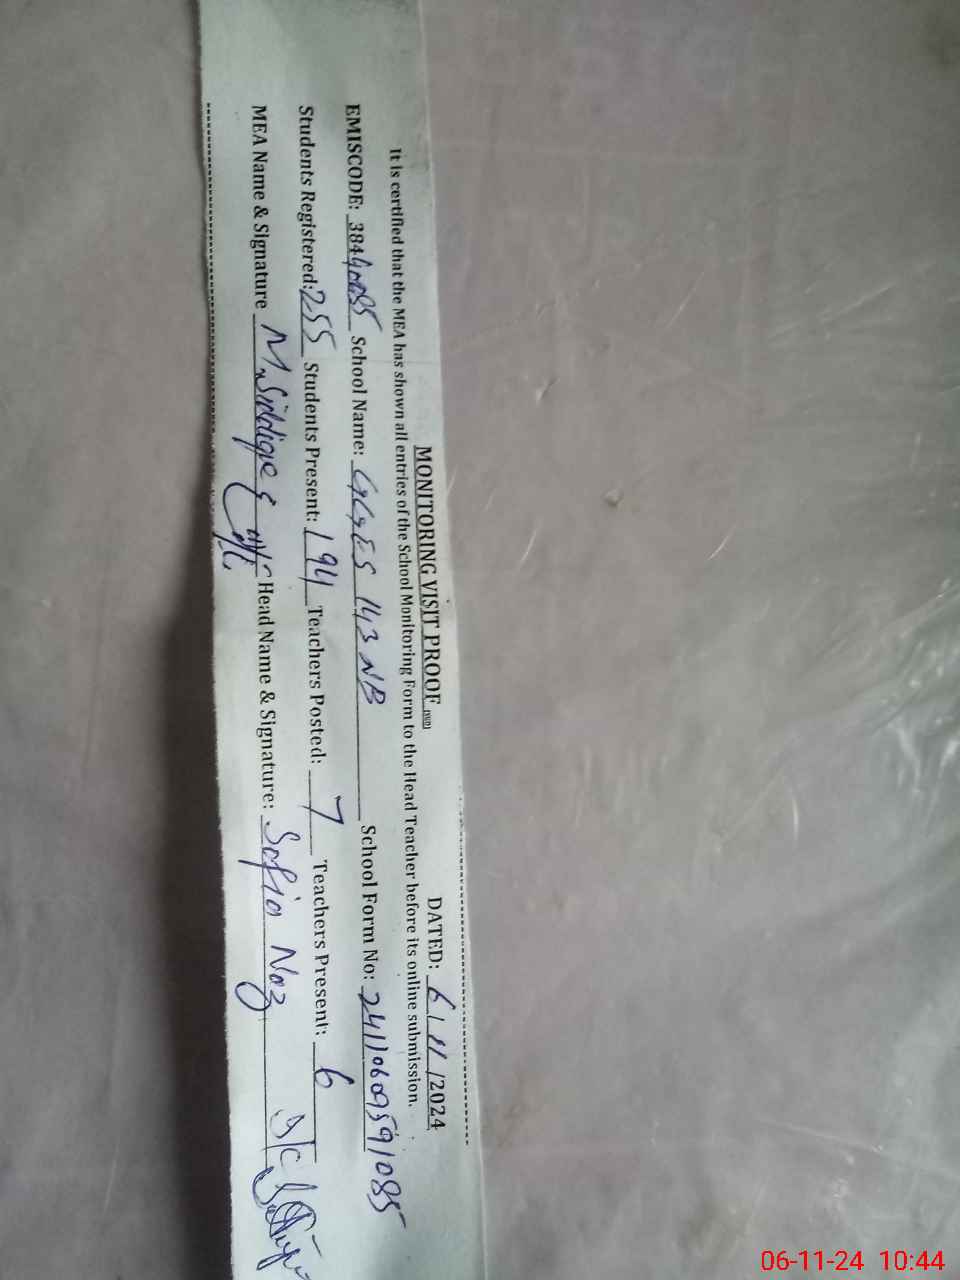 MONITORING VISIT PROOF DATED: 6/11/2024
It is certified that the MEA has shown all entries of the School Monitoring Form to the Head Teacher before its online submission.
EMISCODE: 38440085 School Name: GGES 143 NB School Form No: 24110609591085
Students Registered: 255 Students Present: 194 Teachers Posted: 7 Teachers Present: 6
MEA Name & Signature M. Siddique Head Name & Signature: Sofia Naz I/C
06-11-24 10:44